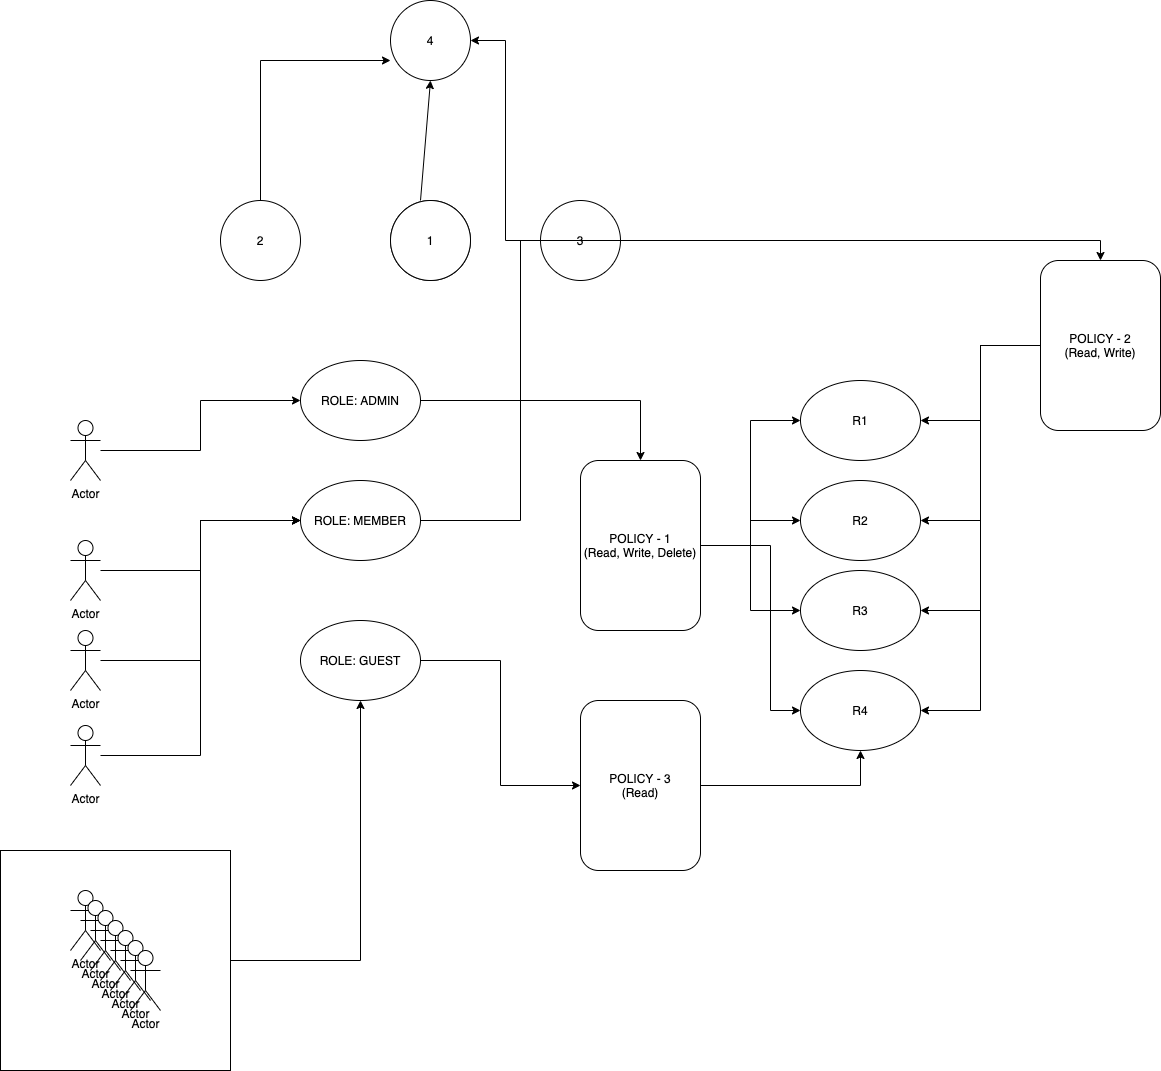 4
2
1
3
POLICY - 2
(Read, Write)
ROLE: ADMIN
R1
Actor
ROLE: MEMBER
R2
POLICY - 1
(Read, Write, Delete)
Actor
R3
ROLE: GUEST
Actor
R4
POLICY - 3
(Read)
Actor
Actor
Actor
Actor
Actor
Actor
Actor
Actor